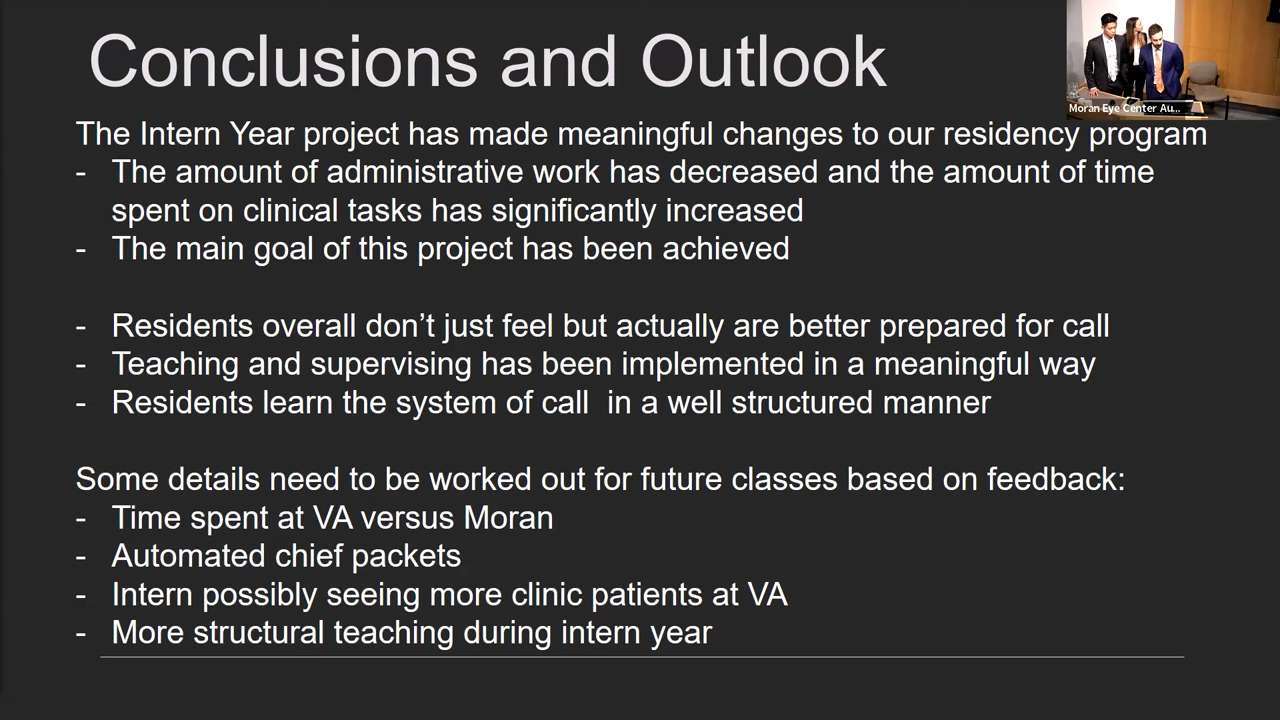 Conclusions and Outlook
Moran Eye Center Au...
The Intern Year project has made meaningful changes to our residency program
- The amount of administrative work has decreased and the amount of time
spent on clinical tasks has significantly increased
- The main goal of this project has been achieved
- Residents overall don't just feel but actually are better prepared for call
- Teaching and supervising has been implemented in a meaningful way
- Residents learn the system of call  in a well structured manner
Some details need to be worked out for future classes based on feedback:
- Time spent at VA versus Moran
- Automated chief packets
- Intern possibly seeing more clinic patients at VA
- More structural teaching during intern year